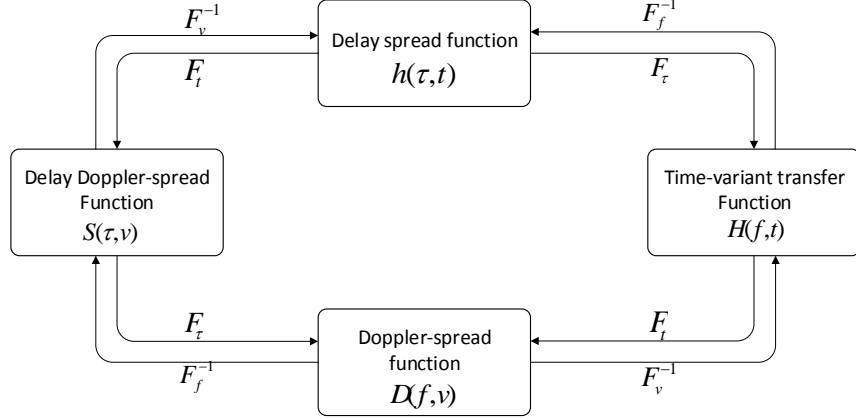 F_v^{-1}
F_t
Delay spread function
h(τ,t)
F_f^{-1}
F_τ
Delay Doppler-spread
Function
S(τ,v)
Time-variant transfer
Function
H(f,t)
F_τ
F_f^{-1}
Doppler-spread
function
D(f,v)
F_t
F_v^{-1}